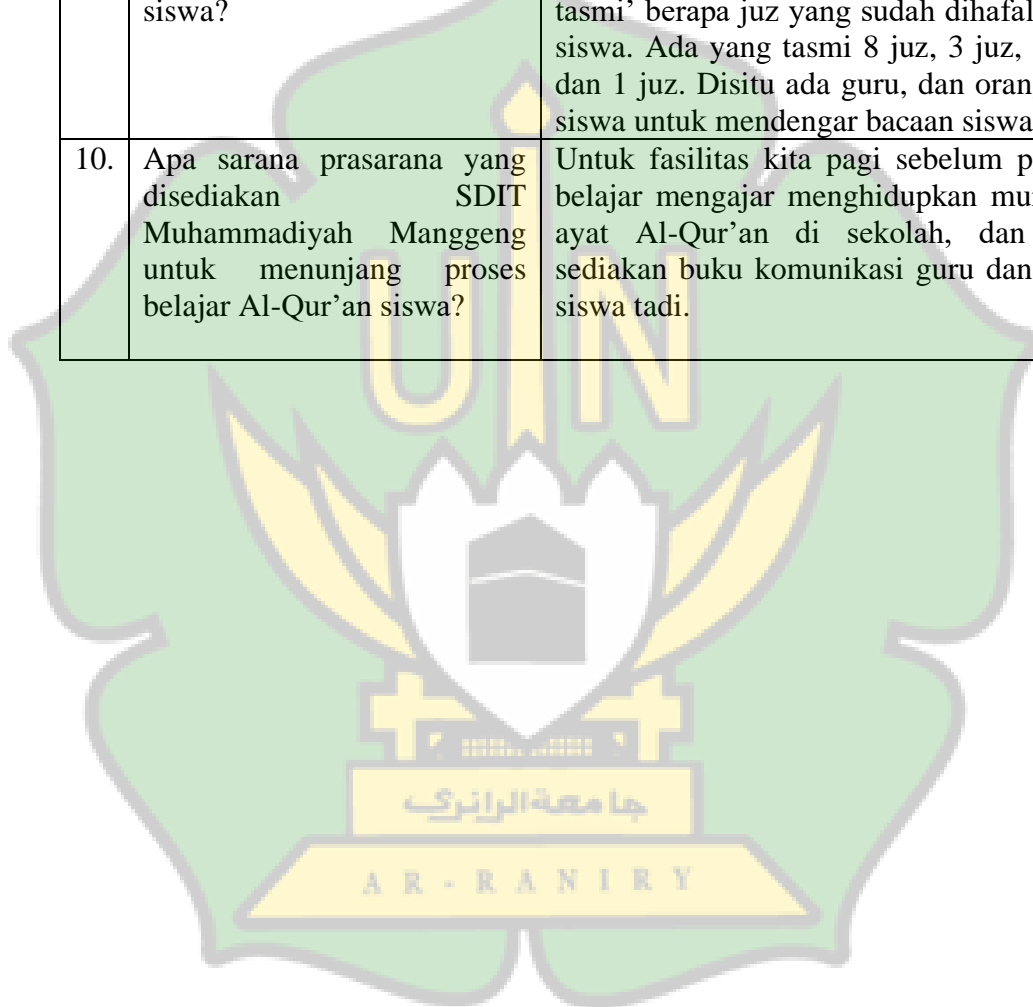 siswa?
tasmi’ berapa juz yang sudah dihafal
siswa. Ada yang tasmi 8 juz, 3 juz,
dan 1 juz. Disitu ada guru, dan oran
siswa untuk mendengar bacaan siswa
10.
Apa sarana prasarana yang
disediakan SDIT
Muhammadiyah Manggeng
untuk menunjang proses
belajar Al-Qur’an siswa?
Untuk fasilitas kita pagi sebelum p
belajar mengajar menghidupkan mu
ayat Al-Qur’an di sekolah, dan
sediakan buku komunikasi guru dan
siswa tadi.
UIN
جامعة الرانري
AR-RANIRY